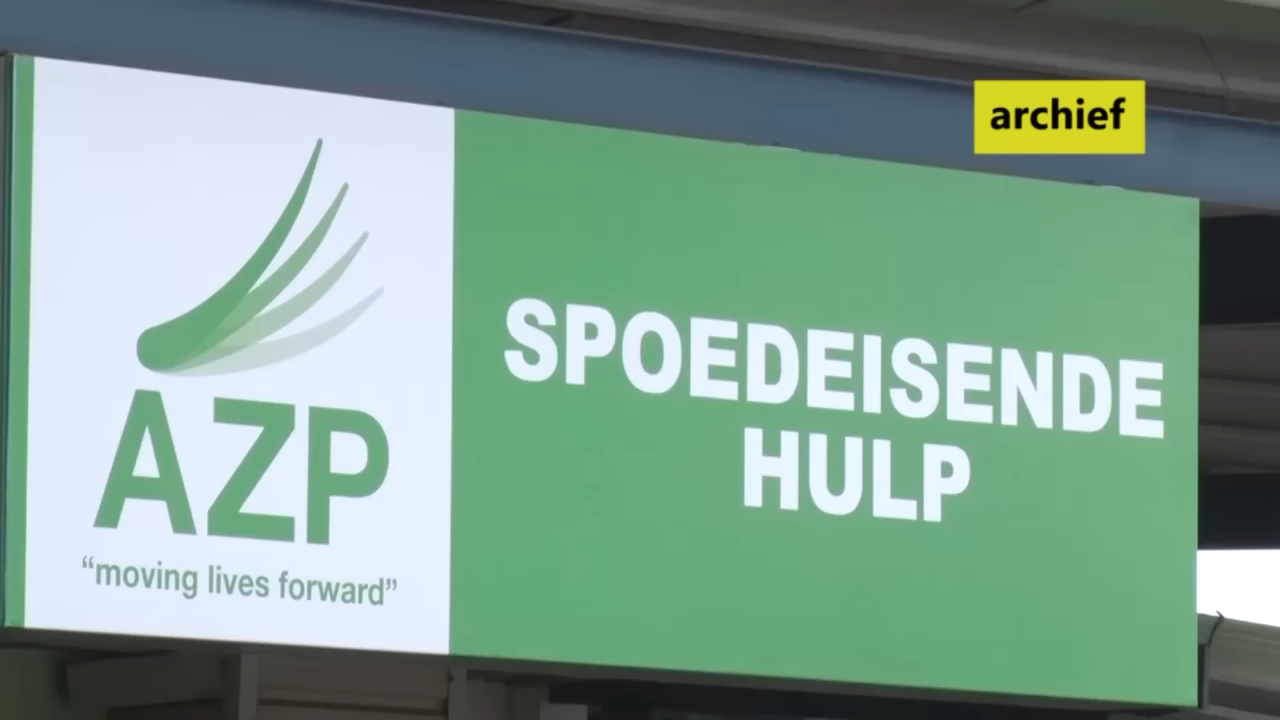 archief
AZP
“moving lives forward”
SPOEDEISENDE
HULP